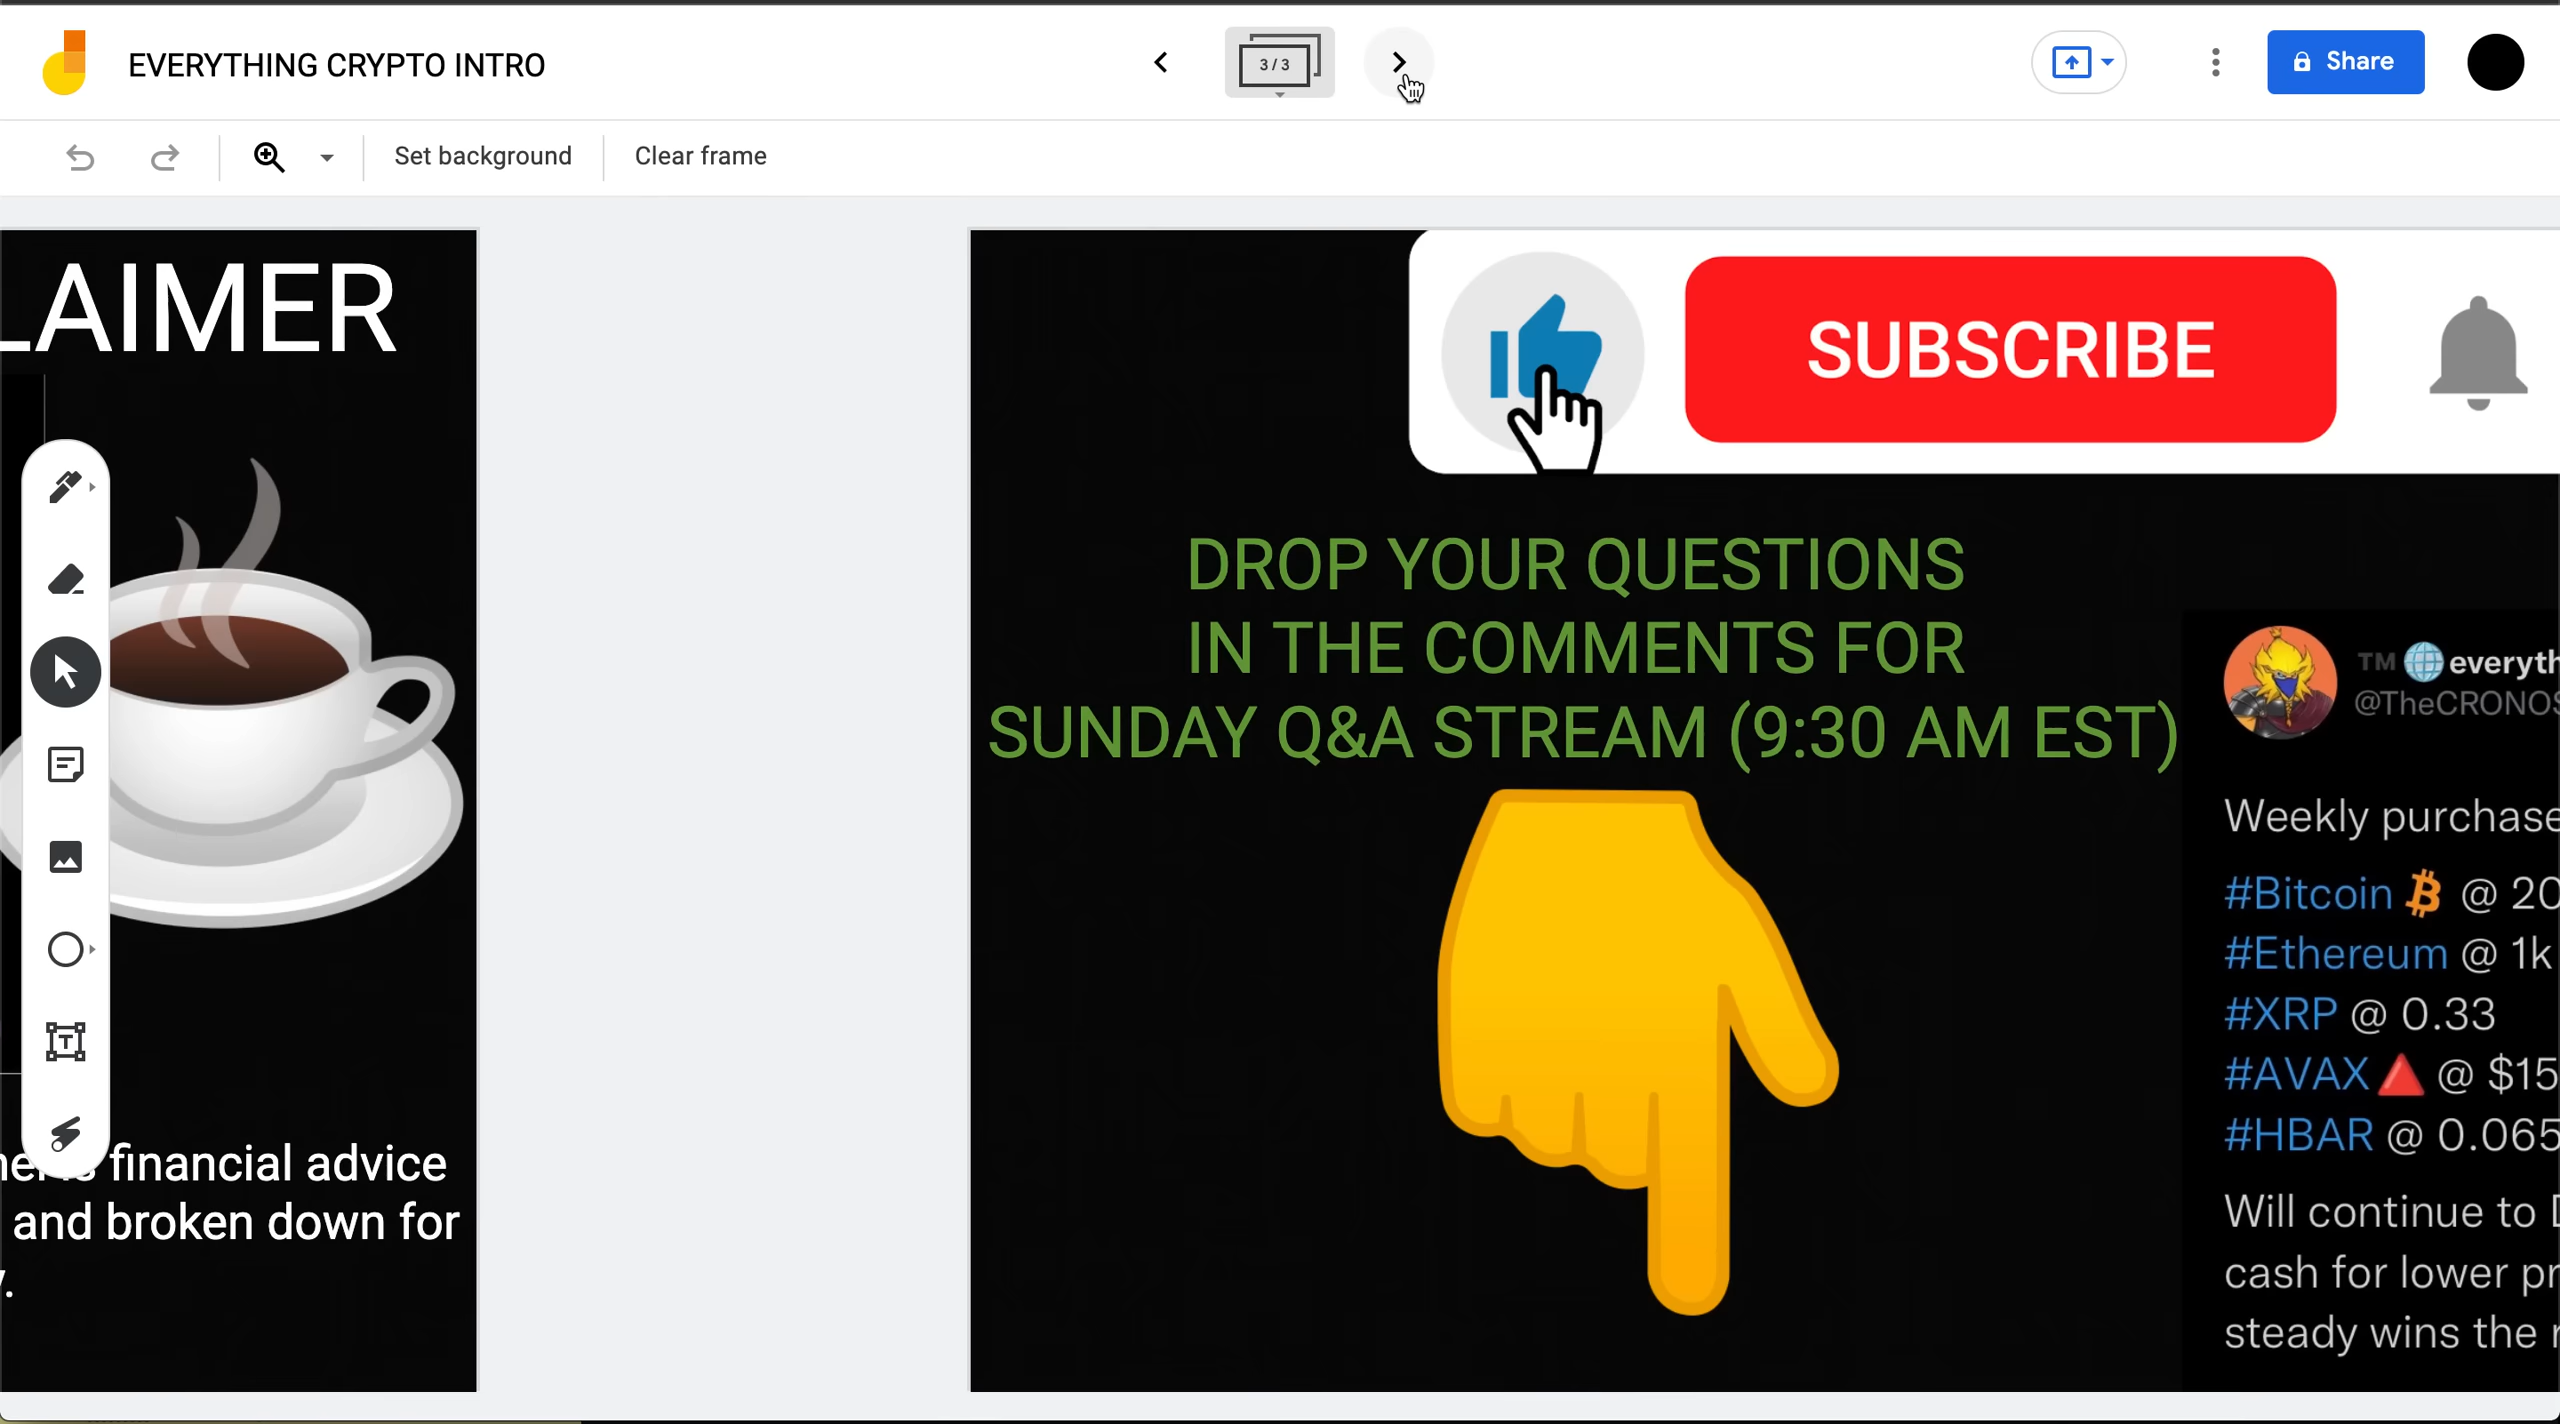 EVERYTHING CRYPTO INTRO
3 / 3
Share
Set background
Clear frame
LAIMER
financial advice
and broken down for
SUBSCRIBE
DROP YOUR QUESTIONS
IN THE COMMENTS FOR
SUNDAY Q&A STREAM (9:30 AM EST)
TM everyth
@TheCRONOS
Weekly purchase
#Bitcoin @ 20
#Ethereum @ 1k
#XRP @ 0.33
#AVAX @ $15
#HBAR @ 0.065
Will continue to
cash for lower pr
steady wins the